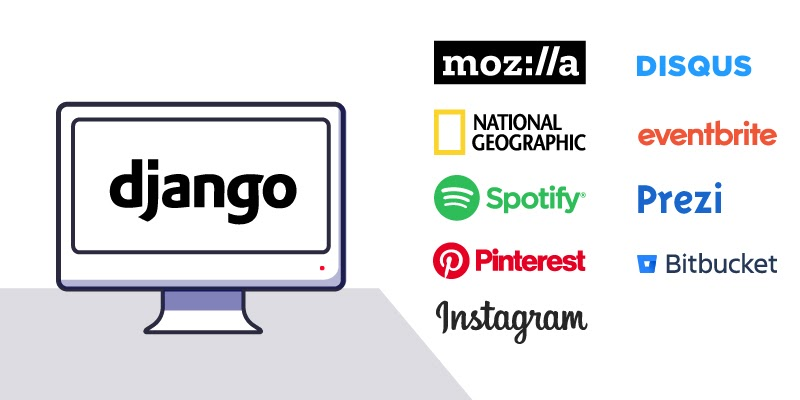 django
moz://a
NATIONAL
GEOGRAPHIC
Spotify®
Pinterest
Instagram
DISQUS
eventbrite
Prezi
Bitbucket